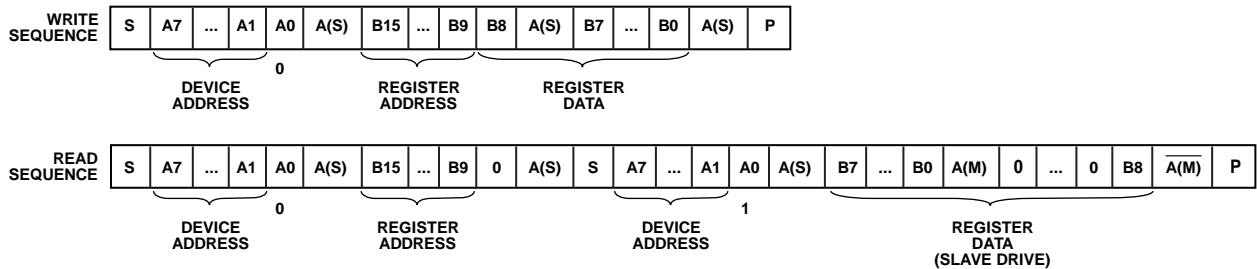 WRITE
SEQUENCE
S A7 ... A1 A0 A(S) B15 ... B9 B8 A(S) B7 ... B0 A(S) P
0
DEVICE
ADDRESS
REGISTER
ADDRESS
REGISTER
DATA
READ
SEQUENCE
S A7 ... A1 A0 A(S) B15 ... B9 0 A(S) S A7 ... A1 A0 A(S) B7 ... B0 A(M) 0 ... 0 B8 A(M) P
0 1
DEVICE
ADDRESS
REGISTER
ADDRESS
DEVICE
ADDRESS
REGISTER
DATA
(SLAVE DRIVE)